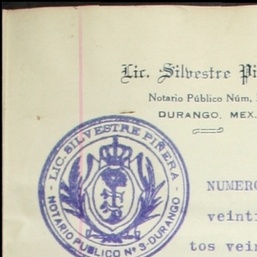 Lic. Silvestre Pi
Notario Público Núm.
DURANGO, MEX.
LIC. SILVESTRE PIÑERA
NOTARIO PUBLICO Nº 3-DURANGO
NUMERO
veinti
tos vein